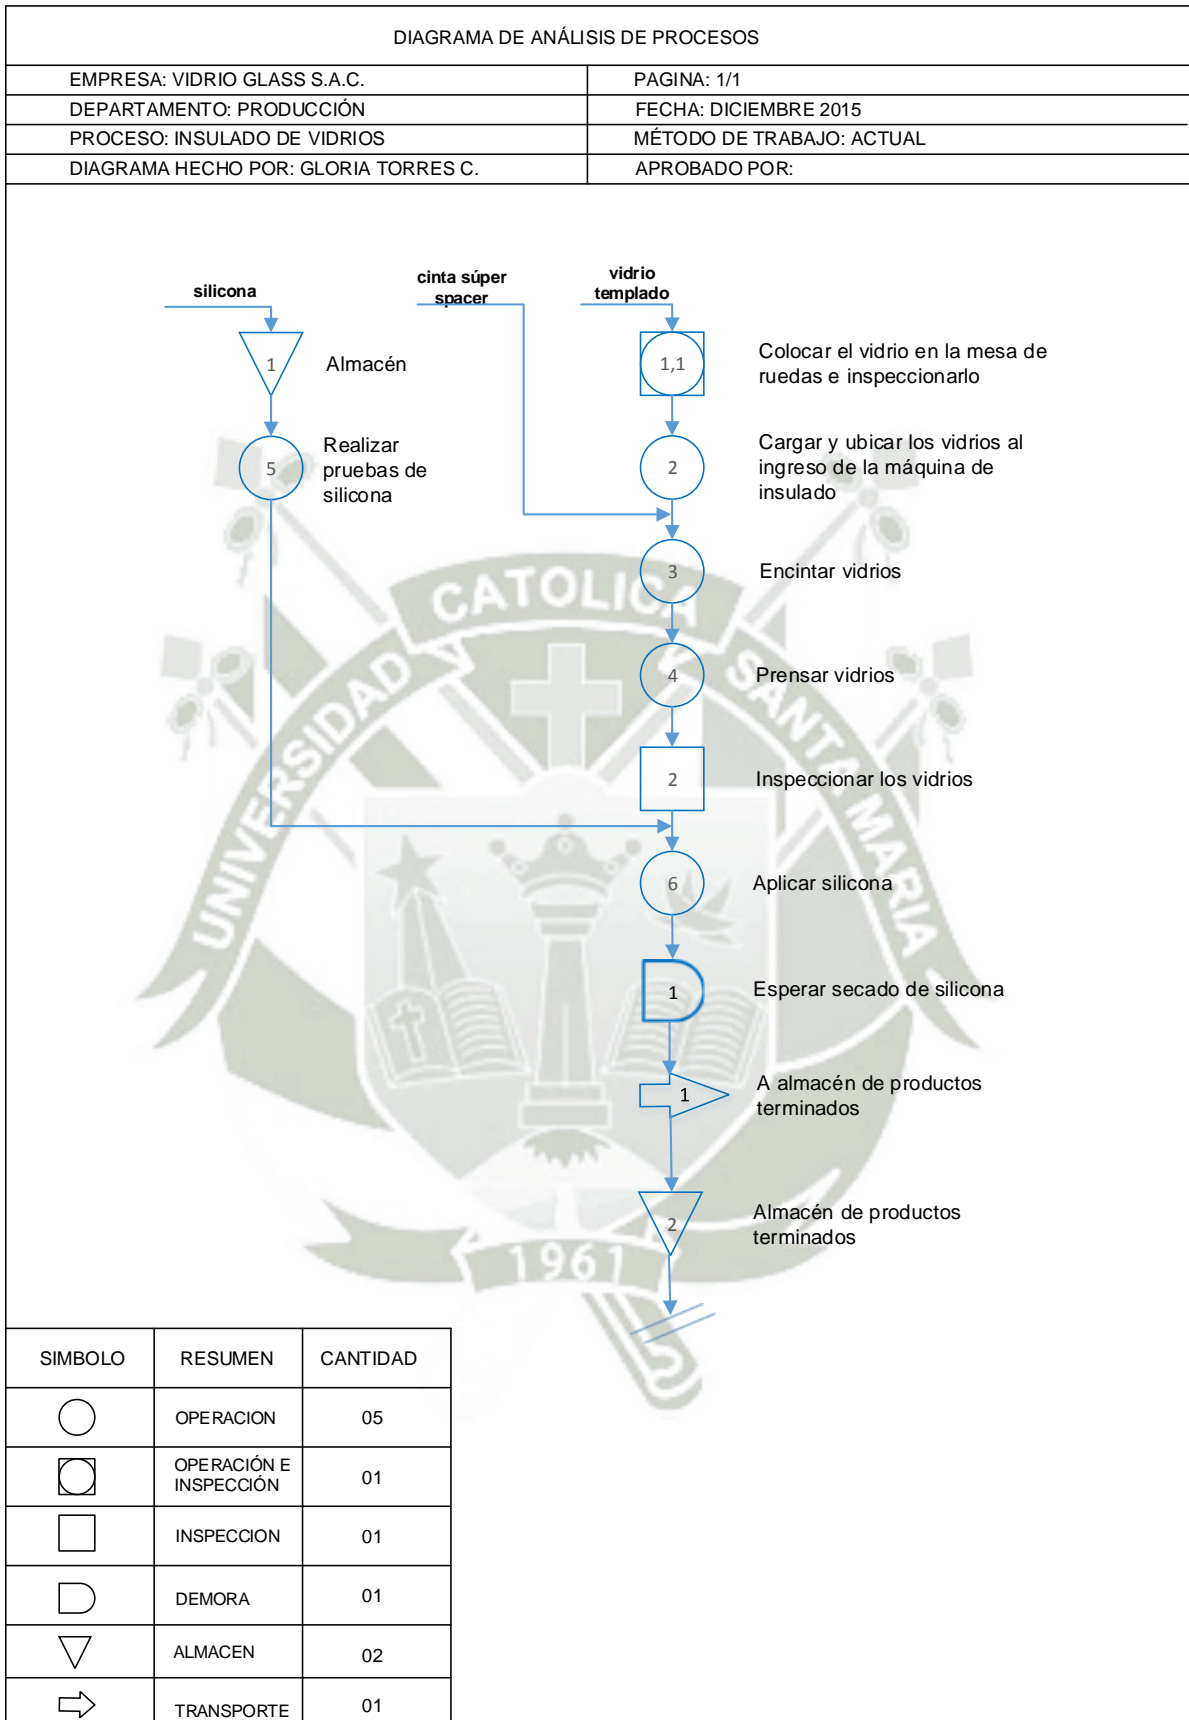 DIAGRAMA DE ANÁLISIS DE PROCESOS
EMPRESA: VIDRIO GLASS S.A.C.
PAGINA: 1/1
DEPARTAMENTO: PRODUCCIÓN
FECHA: DICIEMBRE 2015
PROCESO: INSULADO DE VIDRIOS
MÉTODO DE TRABAJO: ACTUAL
DIAGRAMA HECHO POR: GLORIA TORRES C.
APROBADO POR:
silicona
cinta súper
spacer
vidrio
templado
1
Almacén
1,1
Colocar el vidrio en la mesa de
ruedas e inspeccionarlo
5
Realizar
pruebas de
silicona
2
Cargar y ubicar los vidrios al
ingreso de la máquina de
insulado
3
Encintar vidrios
4
Prensar vidrios
2
Inspeccionar los vidrios
6
Aplicar silicona
1
Esperar secado de silicona
1
A almacén de productos
terminados
2
Almacén de productos
terminados
UNIVERSIDAD CATOLICA SANTA MARIA
1961
SIMBOLO RESUMEN CANTIDAD
OPERACION 05
OPERACIÓN E
INSPECCIÓN 01
INSPECCION 01
DEMORA 01
ALMACEN 02
TRANSPORTE 01